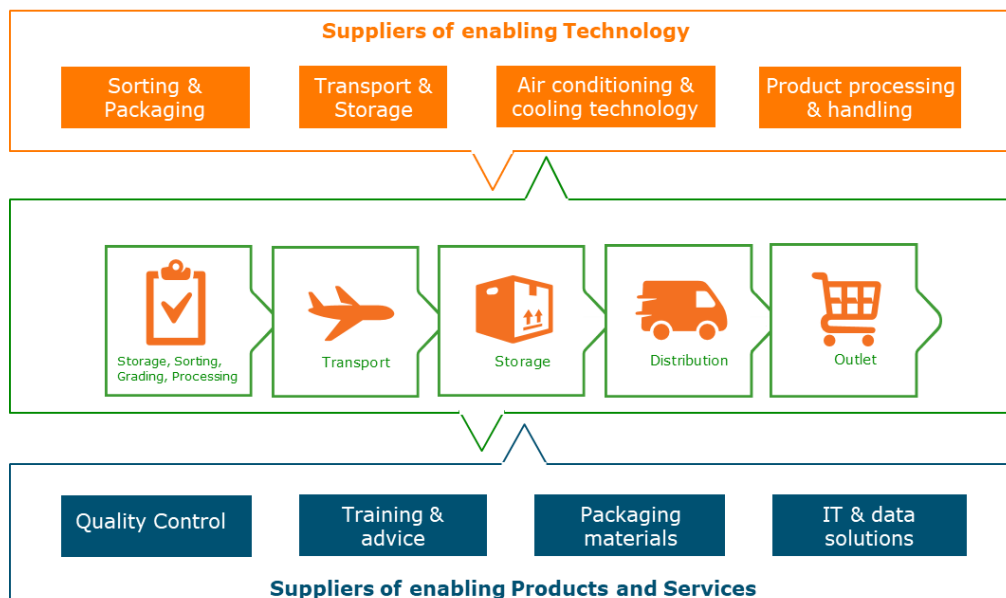 Suppliers of enabling Technology
Sorting &
Packaging
Transport &
Storage
Air conditioning &
cooling technology
Product processing
& handling
Storage, Sorting,
Grading, Processing
Transport
Storage
Distribution
Outlet
Quality Control
Training &
advice
Packaging
materials
IT & data
solutions
Suppliers of enabling Products and Services